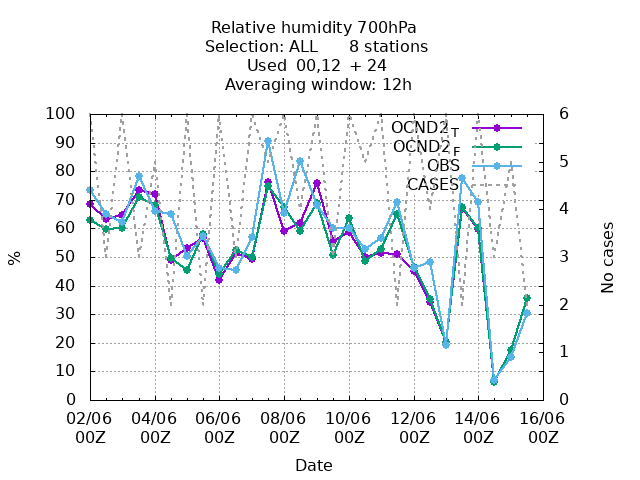 Relative humidity 700hPa
Selection: ALL 8 stations
Used 00,12 + 24
Averaging window: 12h
OCND2_T
OCND2_F
OBS
CASES
100
90
80
70
60
50
40
30
20
10
0
%
6
5
4
3
2
1
0
No cases
02/06 04/06 06/06 08/06 10/06 12/06 14/06 16/06
00Z 00Z 00Z 00Z 00Z 00Z 00Z 00Z
Date